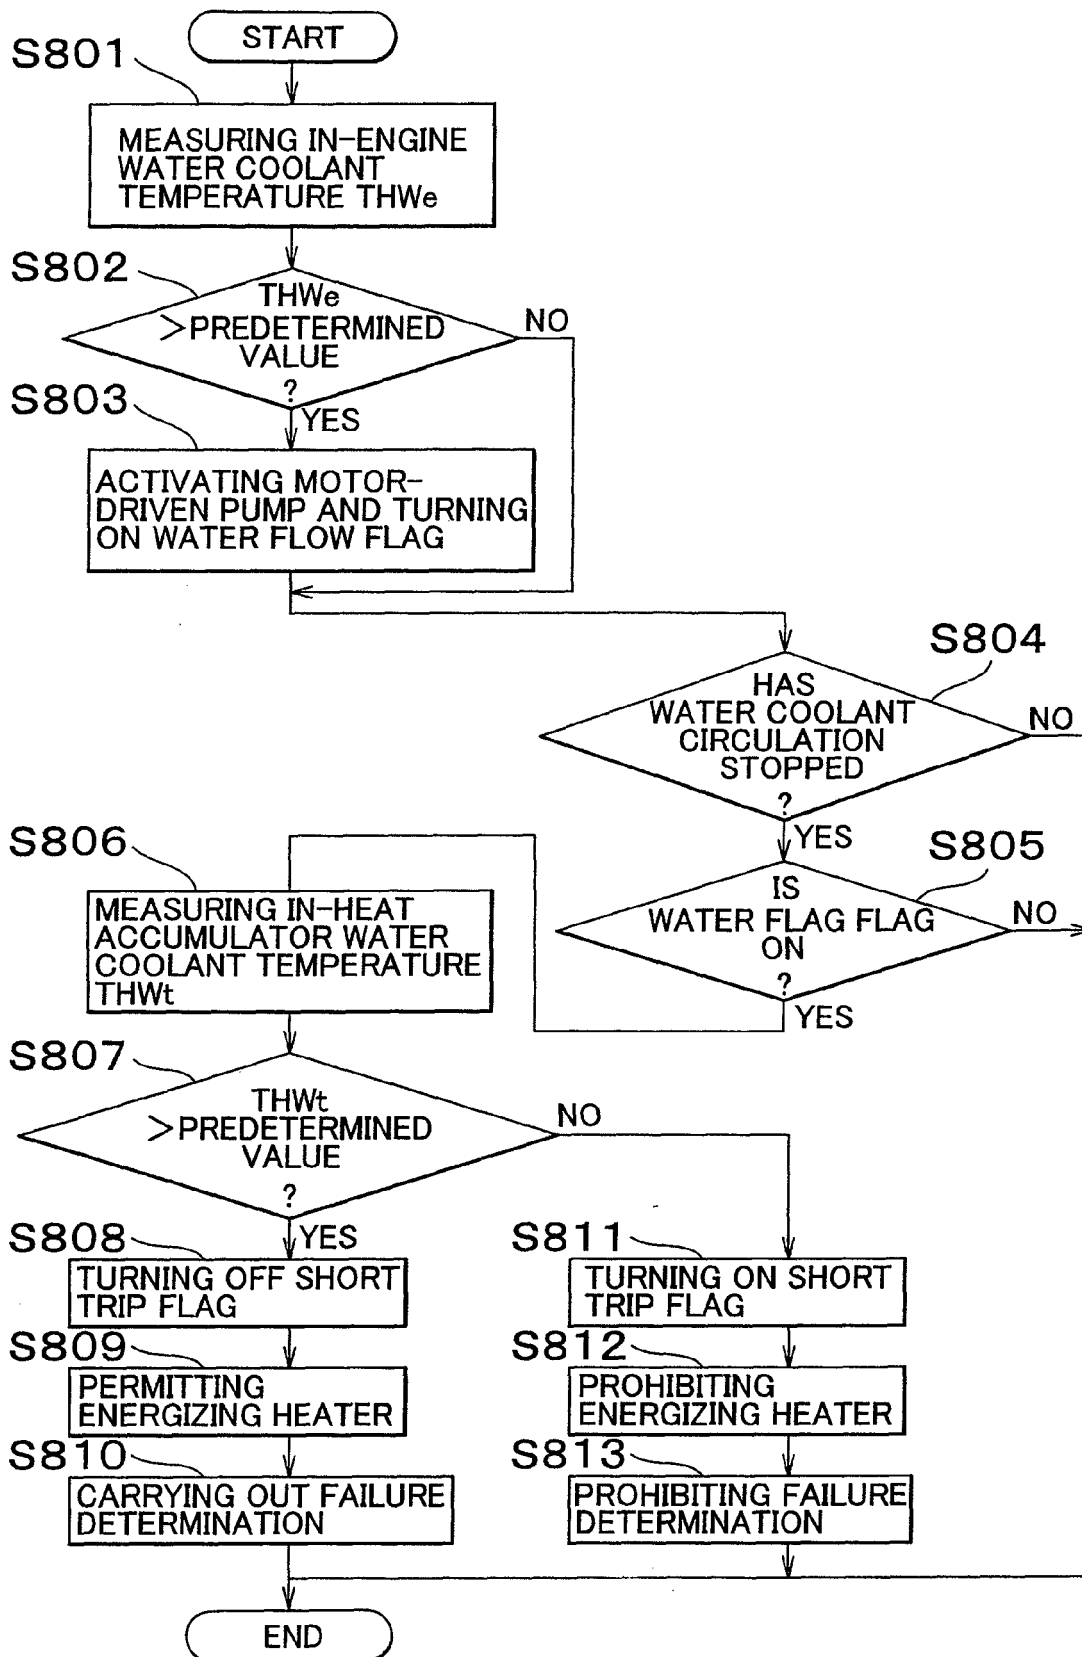 START
S801
MEASURING IN-ENGINE
WATER COOLANT
TEMPERATURE THWe
S802
THWe
>PREDETERMINED
VALUE
?
NO
YES
S803
ACTIVATING MOTOR-
DRIVEN PUMP AND TURNING
ON WATER FLOW FLAG
S804
HAS
WATER COOLANT
CIRCULATION
STOPPED
?
NO
YES
S805
IS
WATER FLAG FLAG
ON
?
NO
YES
S806
MEASURING IN-HEAT
ACCUMULATOR WATER
COOLANT TEMPERATURE
THWt
S807
THWt
>PREDETERMINED
VALUE
?
NO
YES
S808
TURNING OFF SHORT
TRIP FLAG
S809
PERMITTING
ENERGIZING HEATER
S810
CARRYING OUT FAILURE
DETERMINATION
S811
TURNING ON SHORT
TRIP FLAG
S812
PROHIBITING
ENERGIZING HEATER
S813
PROHIBITING FAILURE
DETERMINATION
END